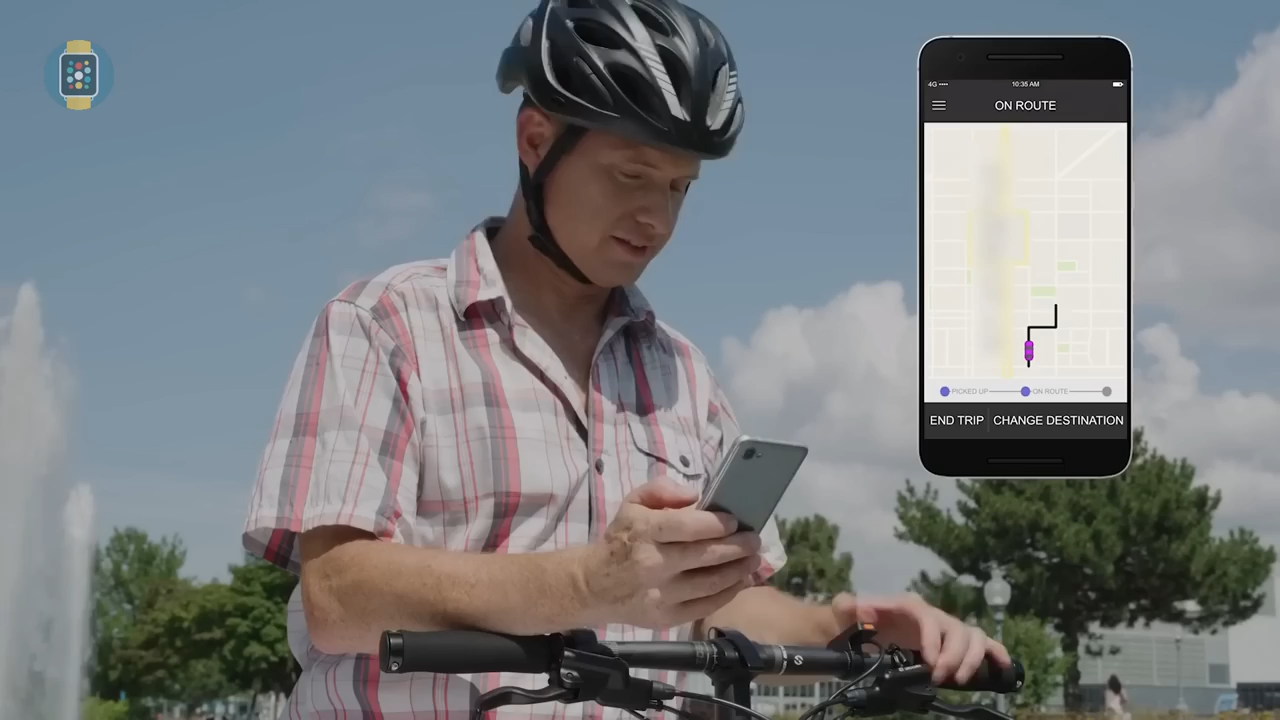 4G
10:35 AM
ON ROUTE
PICKED UP
ON ROUTE
END TRIP
CHANGE DESTINATION